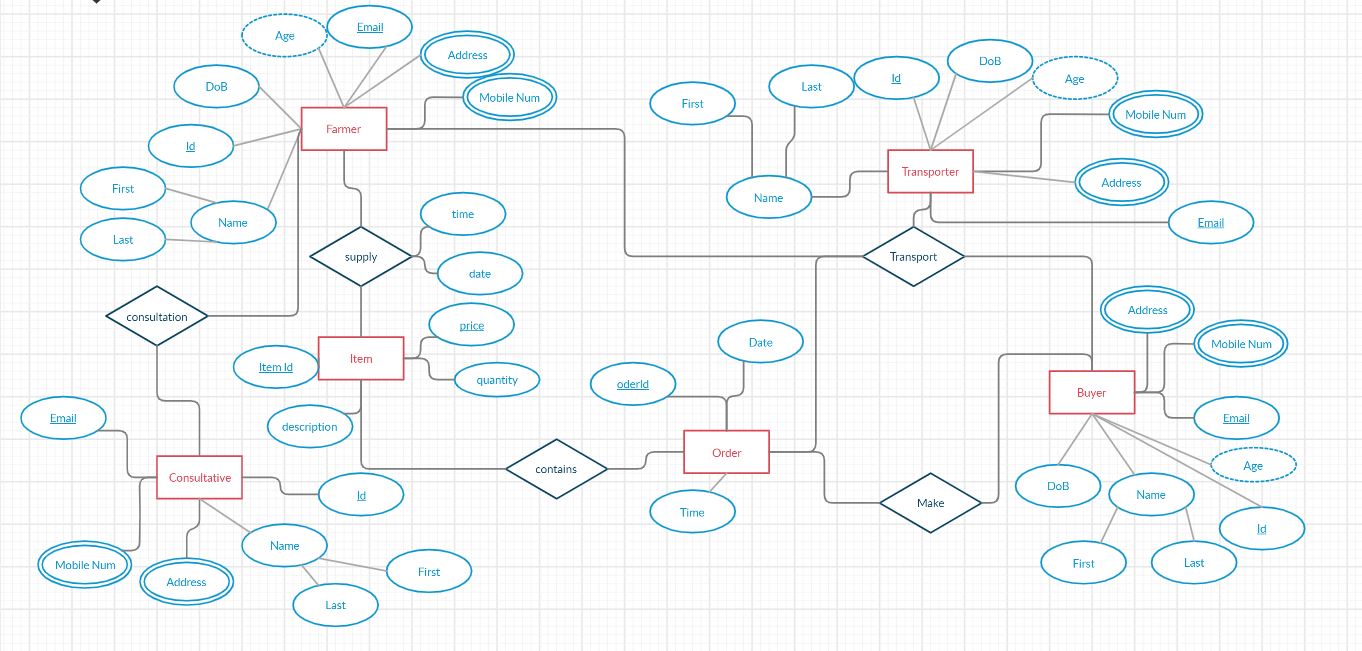 Age
Email
Address
Mobile Num
DoB
Farmer
Id
First
Name
Last
First
Last
Id
DoB
Age
Mobile Num
Transporter
Address
Name
Email
time
supply
date
Transport
consultation
price
Item
Item Id
quantity
description
Date
oderId
Order
Time
contains
Make
Address
Mobile Num
Buyer
Email
Age
DoB
Name
Id
First
Last
Email
Consultative
Id
Mobile Num
Address
Name
First
Last